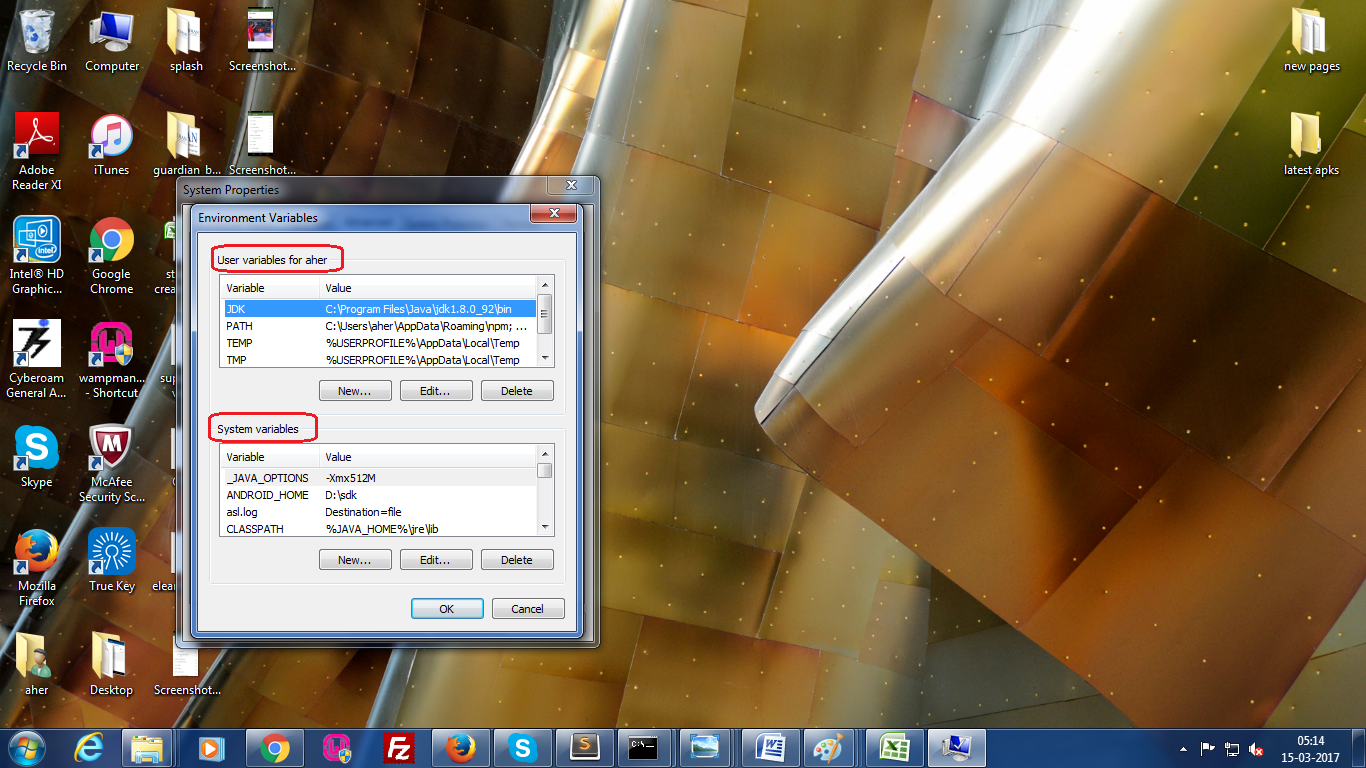 Recycle Bin
Computer
splash
Screenshot...
new pages
Adobe
Reader XI
iTunes
guardian_b...
Screenshot...
latest apks
Intel® HD
Graphic...
Google
Chrome
Cyberoam
General A...
wampman...
- Shortcut
Skype
McAfee
Security Sc...
Mozilla
Firefox
True Key
aher
Desktop
Screenshot...
System Properties
Environment Variables
User variables for aher
Variable Value
JDK C:\Program Files\Java\jdk1.8.0_92\bin
PATH C:\Users\aher\AppData\Roaming\npm; ...
TEMP %USERPROFILE%\AppData\Local\Temp
TMP %USERPROFILE%\AppData\Local\Temp
New... Edit... Delete
System variables
Variable Value
_JAVA_OPTIONS -Xmx512M
ANDROID_HOME D:\sdk
asl.log Destination=file
CLASSPATH %JAVA_HOME%\jre\lib
New... Edit... Delete
OK Cancel
05:14
15-03-2017